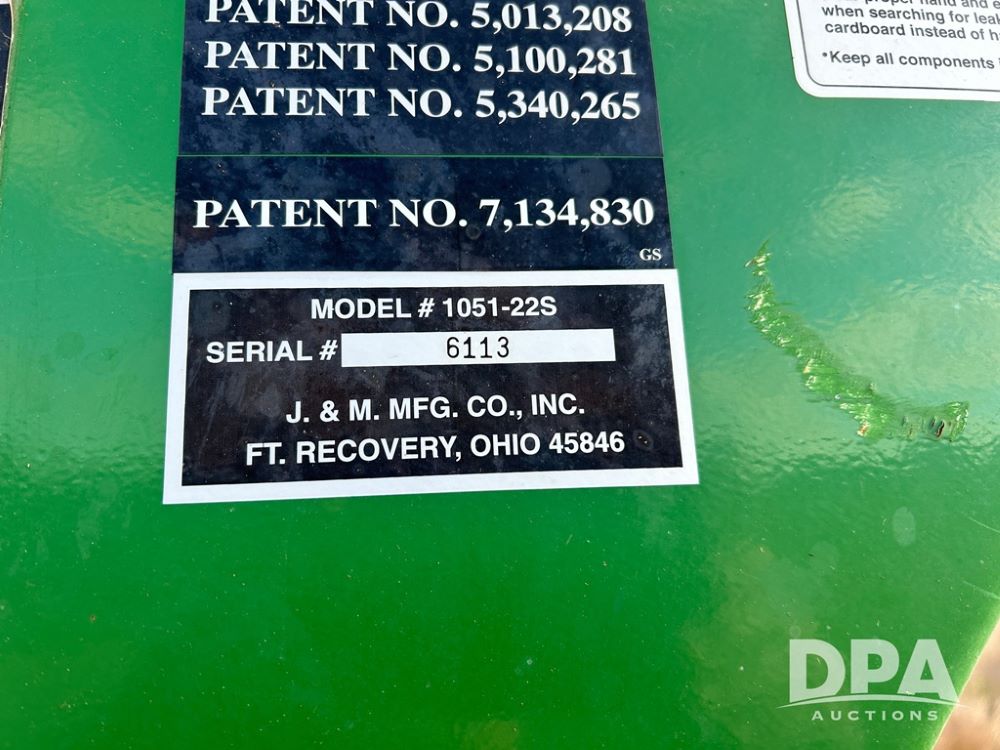 PATENT NO. 5,013,208
PATENT NO. 5,100,281
PATENT NO. 5,340,265
PATENT NO. 7,134,830
GS
MODEL # 1051-22S
SERIAL # 6113
J. & M. MFG. CO., INC.
FT. RECOVERY, OHIO 45846
hand and
when searching for
cardboard instead of
*Keep all components
DPA
AUCTIONS